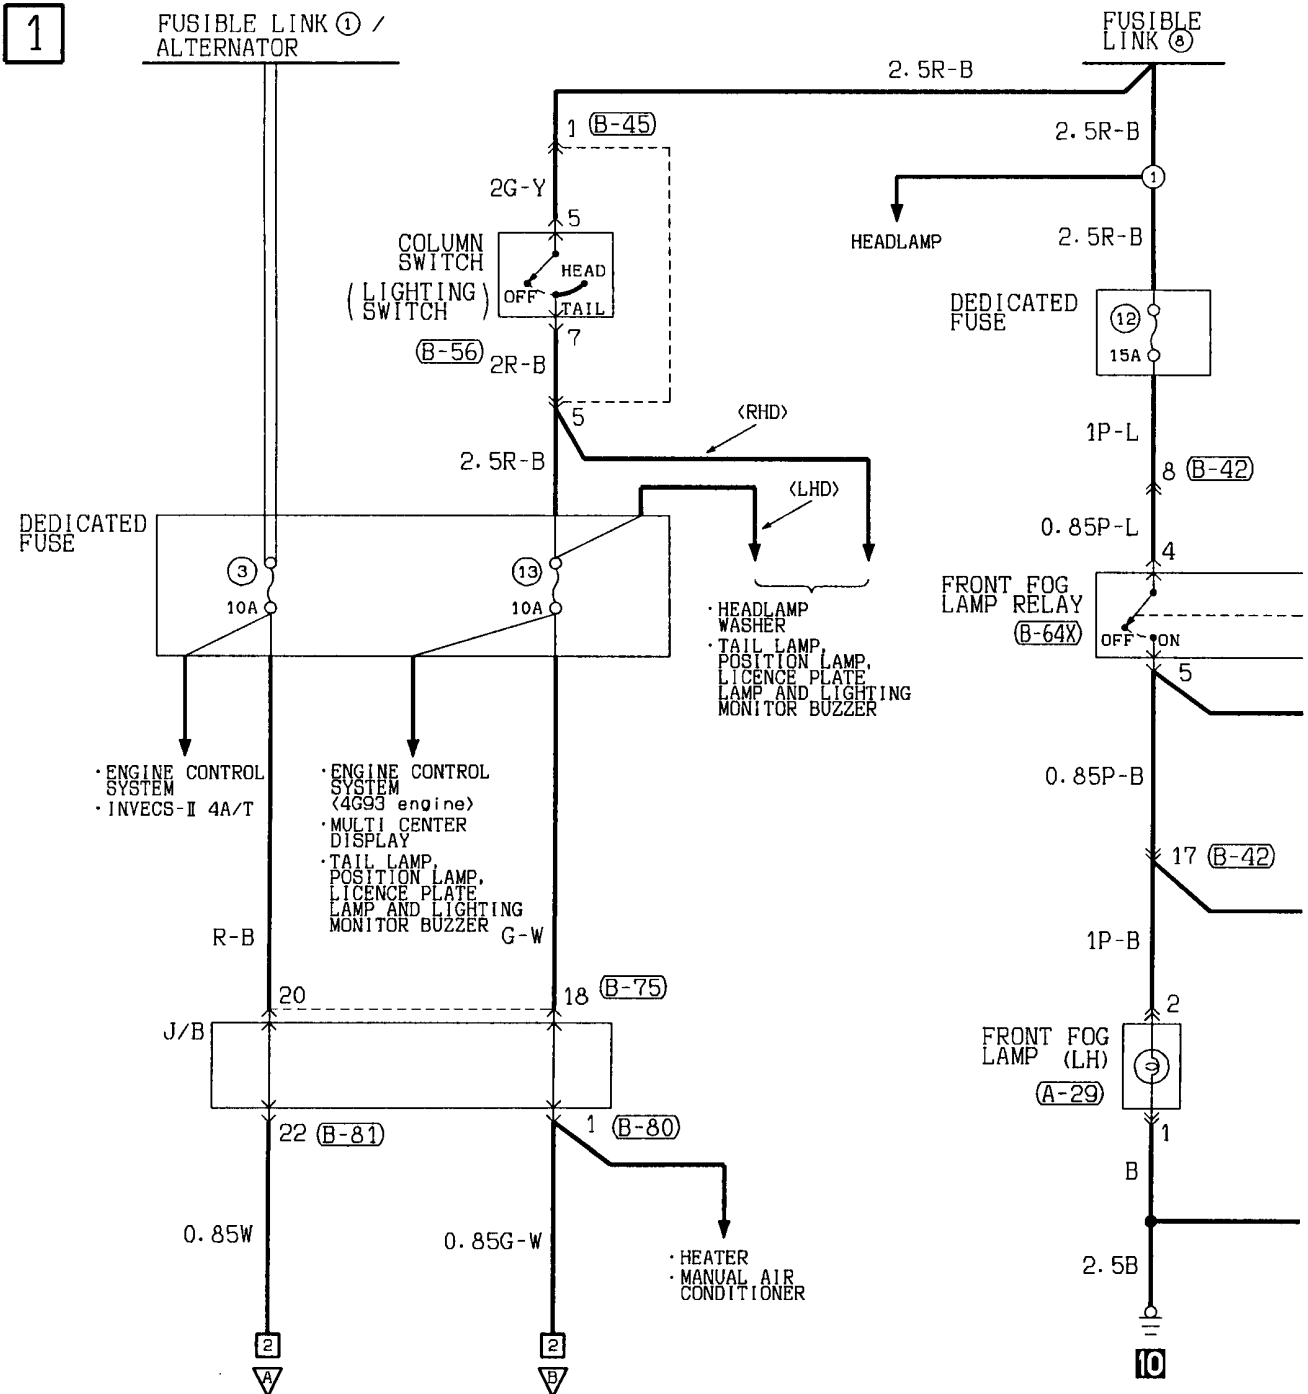 1
FUSIBLE LINK ① /
ALTERNATOR
FUSIBLE
LINK ⑧
2.5R-B
1 B-45
2.5R-B
2G-Y
1
5
HEADLAMP
2.5R-B
COLUMN
SWITCH
(LIGHTING
SWITCH)
HEAD
OFF
TAIL
DEDICATED
FUSE
12
15A
7
B-56
2R-B
5
<RHD>
1P-L
2.5R-B
8 B-42
<LHD>
DEDICATED
FUSE
0.85P-L
4
3
10A
13
10A
FRONT FOG
LAMP RELAY
B-64X
OFF
ON
·HEADLAMP
WASHER
·TAIL LAMP,
POSITION LAMP,
LICENCE PLATE
LAMP AND LIGHTING
MONITOR BUZZER
5
·ENGINE CONTROL
SYSTEM
·INVECS-Ⅱ 4A/T
·ENGINE CONTROL
SYSTEM
<4G93 engine>
·MULTI CENTER
DISPLAY
·TAIL LAMP,
POSITION LAMP,
LICENCE PLATE
LAMP AND LIGHTING
MONITOR BUZZER
0.85P-B
17 B-42
R-B
G-W
1P-B
20
18 B-75
2
J/B
FRONT FOG
LAMP (LH)
A-29
22 B-81
1 B-80
1
B
0.85W
0.85G-W
·HEATER
·MANUAL AIR
CONDITIONER
2.5B
2
2
A
B
10